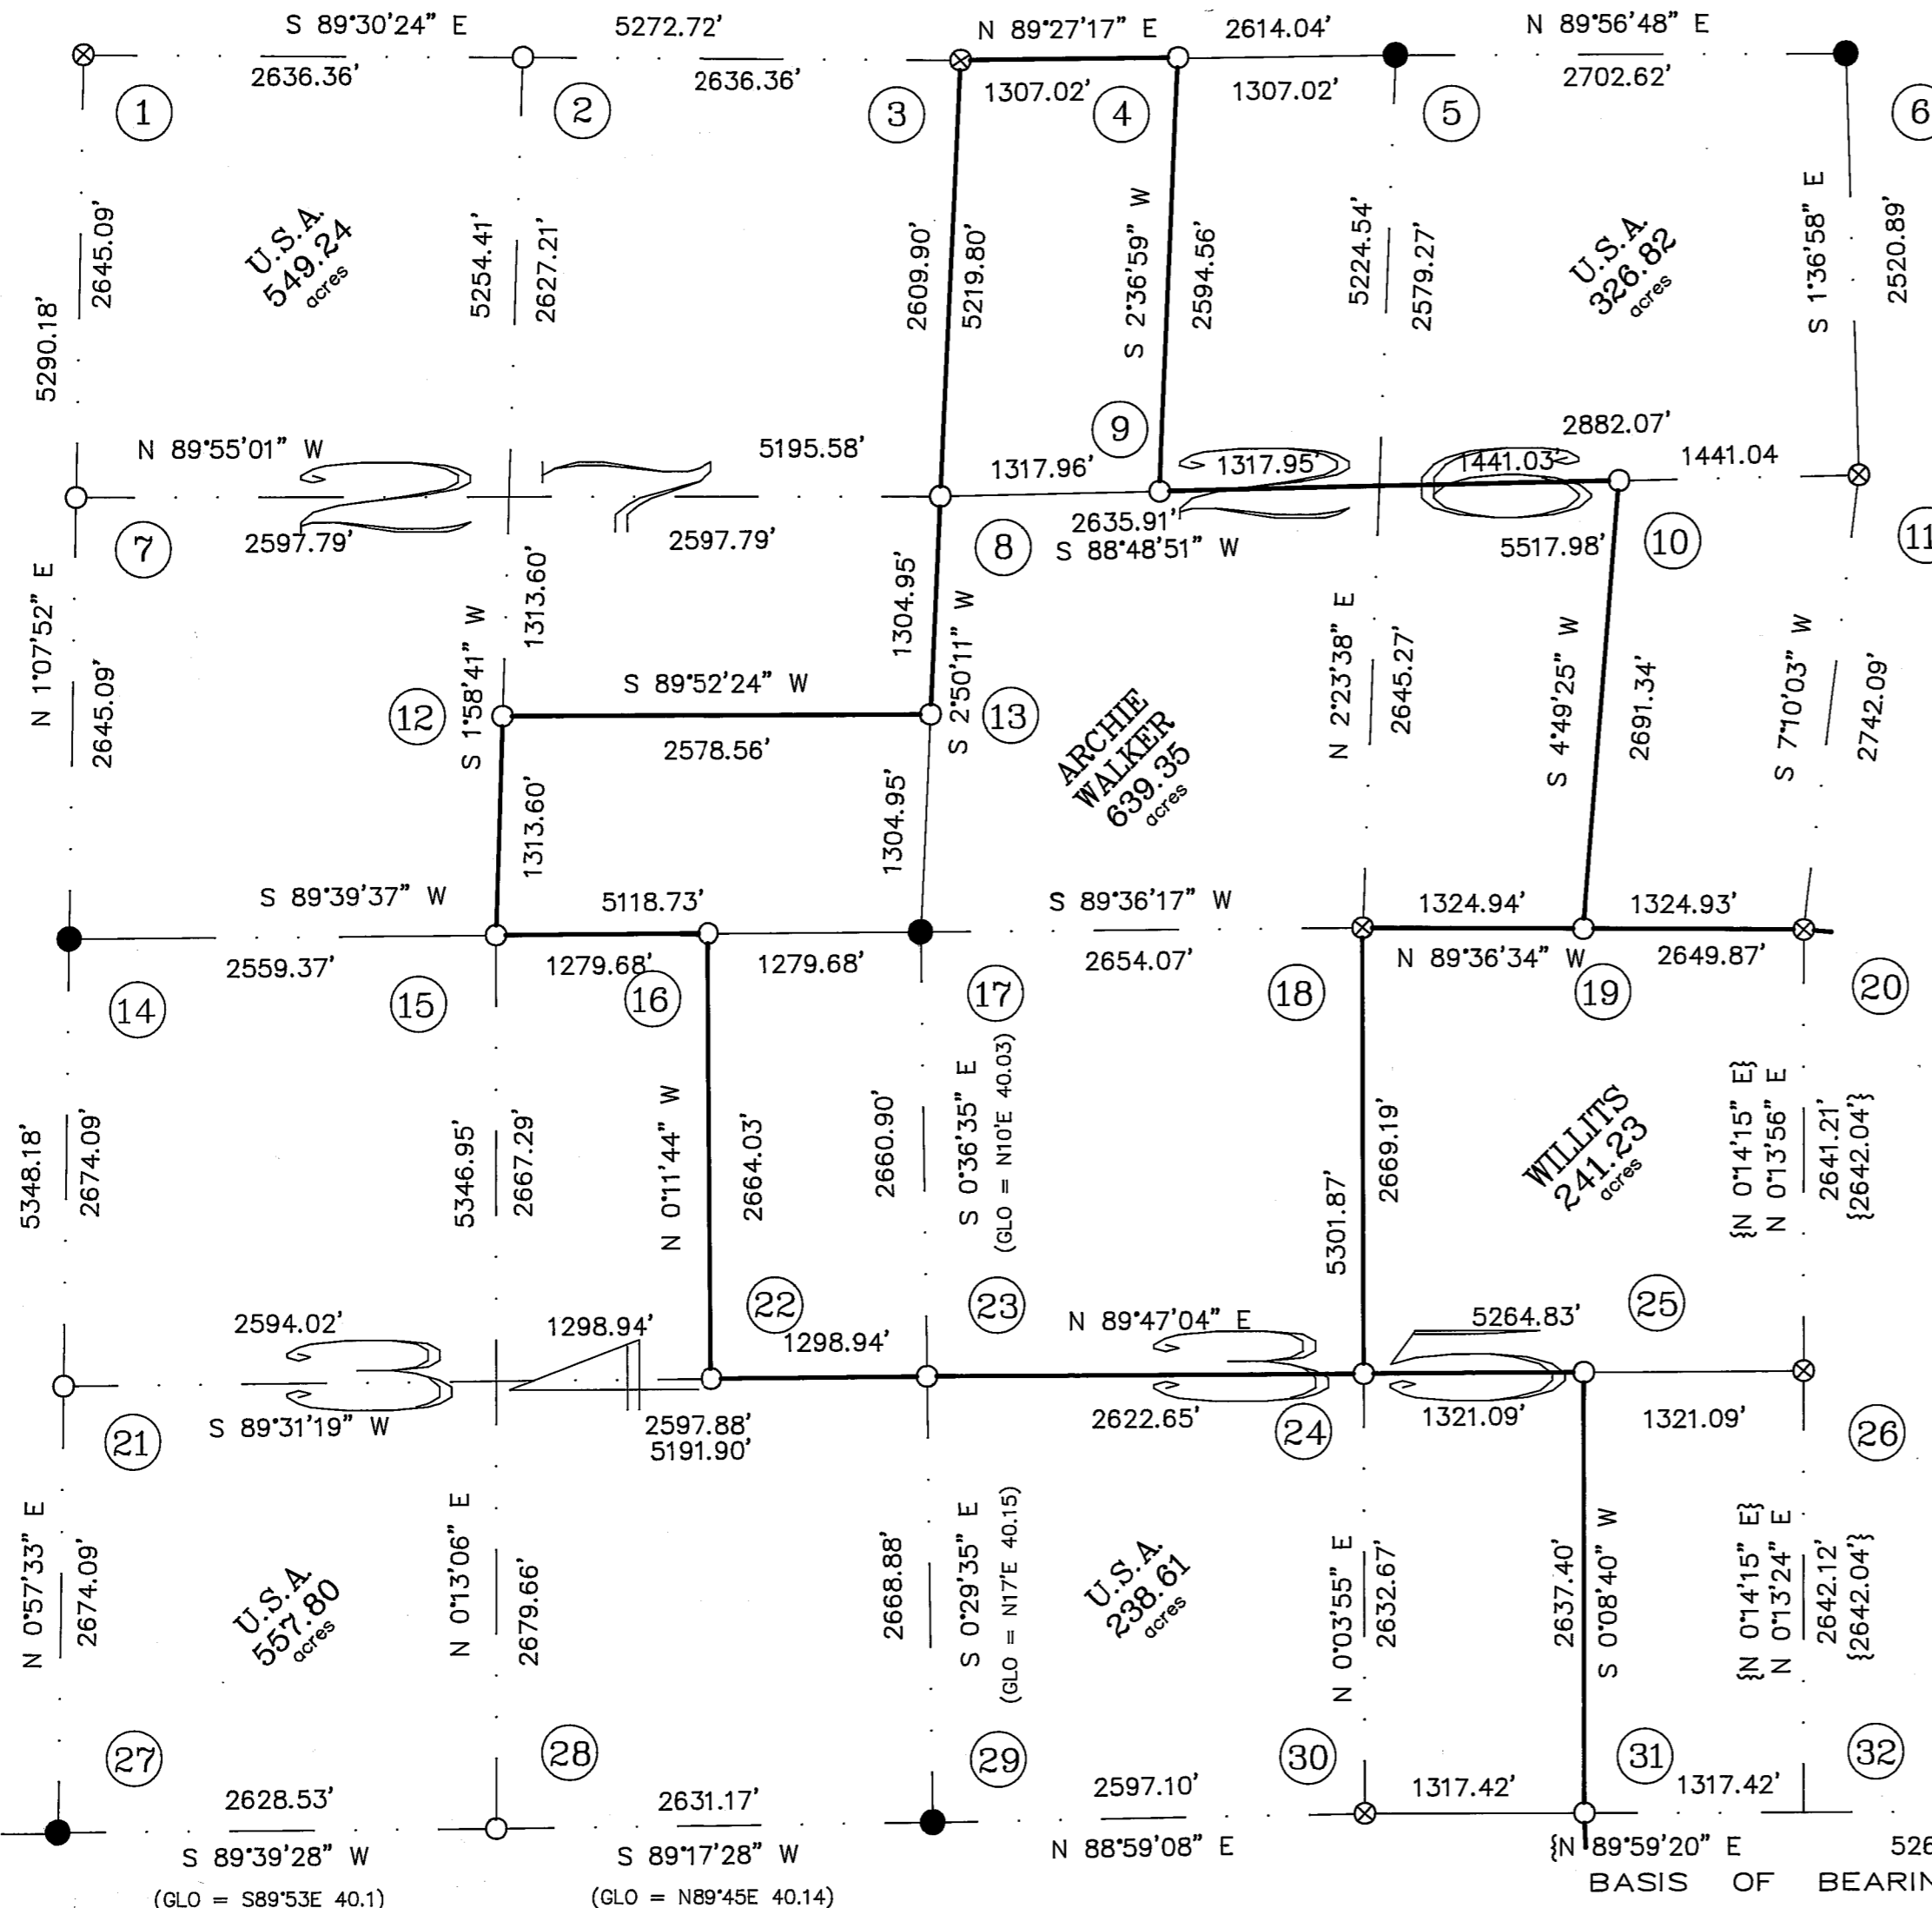 S 89°30'24" E 5272.72' N 89°27'17" E 2614.04' N 89°56'48" E
2636.36' 2636.36' 1307.02' 1307.02' 2702.62'
1 2 3 4 5 6
U.S.A.
549.24
acres
U.S.A.
326.82
acres
5290.18'
2645.09'
5254.41'
2627.21'
2609.90'
5219.80'
S 2°36'59" W
2594.56'
5224.54'
2579.27'
S 1°36'58" E
2520.89'
9
N 89°55'01" W 5195.58' 2882.07'
1317.96' 1317.95' 1441.03' 1441.04
27 20
2597.79' 2597.79' 2635.91'
S 88°48'51" W 5517.98'
7 8 10 11
N 1°07'52" E
2645.09'
S 1°58'41" W
1313.60'
1313.60'
1304.95'
1304.95'
S 2°50'11" W
N 2°23'38" E
2645.27'
S 4°49'25" W
2691.34'
S 7°10'03" W
2742.09'
S 89°52'24" W
2578.56'
12 13
ARCHIE
WALKER
639.35
acres
S 89°39'37" W 5118.73' S 89°36'17" W 1324.94' 1324.93'
2559.37' 1279.68' 1279.68' 2654.07' N 89°36'34" W 2649.87'
14 15 16 17 18 19 20
5348.18'
2674.09'
5346.95'
2667.29'
N 0°11'44" W
2664.03'
2660.90'
S 0°36'35" E
(GLO = N10'E 40.03)
5301.87'
2669.19'
WILLITS
241.23
acres
{N 0°14'15" E}
N 0°13'56" E
2641.21'
{2642.04'}
22 23 25
2594.02' 1298.94' 1298.94' N 89°47'04" E 5264.83'
34 35
S 89°31'19" W 2597.88' 2622.65' 1321.09' 1321.09'
5191.90'
21 24 26
N 0°57'33" E
2674.09'
U.S.A.
557.80
acres
N 0°13'06" E
2679.66'
2668.88'
S 0°29'35" E
(GLO = N17'E 40.15)
U.S.A.
238.61
acres
N 0°03'55" E
2632.67'
2637.40'
S 0°08'40" W
{N 0°14'15" E}
N 0°13'24" E
2642.12'
{2642.04'}
27 28 29 30 31 32
2628.53' 2631.17' 2597.10' 1317.42' 1317.42'
S 89°39'28" W S 89°17'28" W N 88°59'08" E {N 89°59'20" E 526
(GLO = S89°53E 40.1) (GLO = N89°45E 40.14) BASIS OF BEARIN